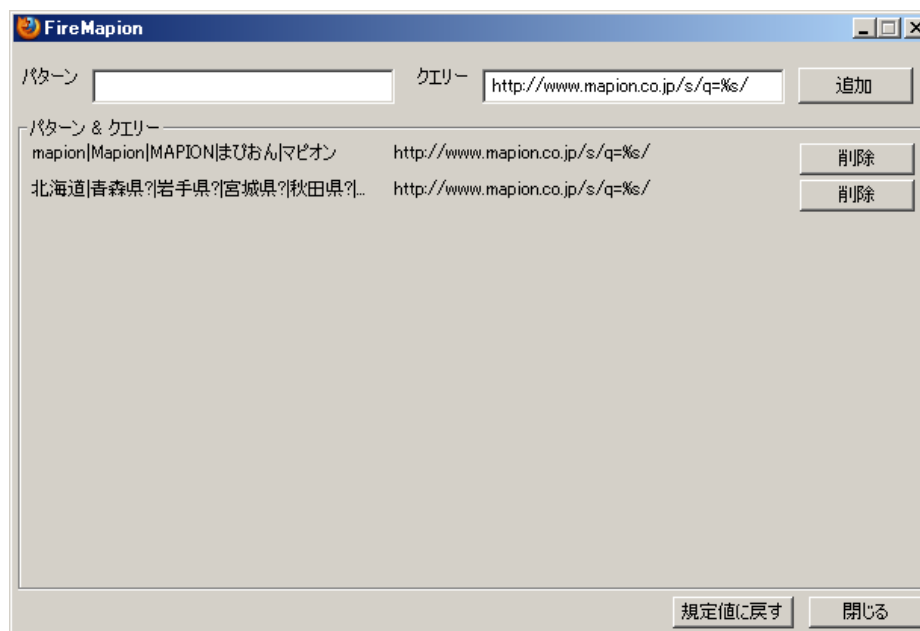 FireMapion
パターン クエリー http://www.mapion.co.jp/s/q=%s/ 追加
パターン & クエリー
mapion|Mapion|MAPION|まぴおん|マピオン http://www.mapion.co.jp/s/q=%s/ 削除
北海道|青森県?|岩手県?|宮城県?|秋田県?|... http://www.mapion.co.jp/s/q=%s/ 削除
規定値に戻す 閉じる